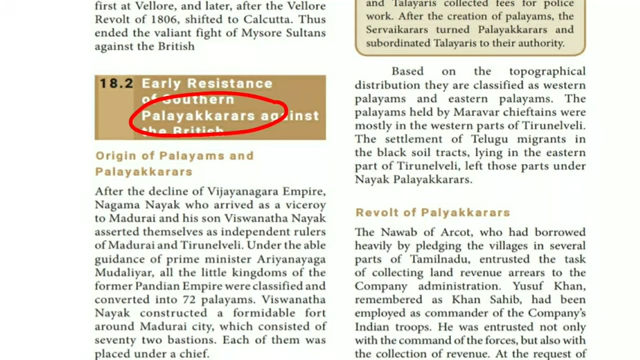 first at Vellore, and later, after the Vellore
Revolt of 1806, shifted to Calcutta. Thus
ended the valiant fight of Mysore Sultans
against the British
18.2 Early Resistance
of Southern
Palayakkarars against
the British
Origin of Palayams and
Palayakkarars
After the decline of Vijayanagara Empire,
Nagama Nayak who arrived as a viceroy
to Madurai and his son Viswanatha Nayak
asserted themselves as independent rulers
of Madurai and Tirunelveli. Under the able
guidance of prime minister Ariyanayaga
Mudaliyar, all the little kingdoms of the
former Pandian Empire were classified and
converted into 72 palayams. Viswanatha
Nayak constructed a formidable fort
around Madurai city, which consisted of
seventy two bastions. Each of them was
placed under a chief.
and Talayaris collected fees for police
work. After the creation of palayams, the
Servaikarars turned Palayakkarars and
subordinated Talayaris to their authority.
Based on the topographical
distribution they are classified as western
palayams and eastern palayams. The
palayams held by Maravar chieftains were
mostly in the western parts of Tirunelveli.
The settlement of Telugu migrants in
the black soil tracts, lying in the eastern
part of Tirunelveli, left those parts under
Nayak Palayakkarars.
Revolt of Palyakkarars
The Nawab of Arcot, who had borrowed
heavily by pledging the villages in several
parts of Tamilnadu, entrusted the task
of collecting land revenue arrears to the
Company administration. Yusuf Khan,
remembered as Khan Sahib, had been
employed as commander of the Company's
Indian troops. He was entrusted not only
with the command of the forces, but also with
the collection of revenue. At the request of